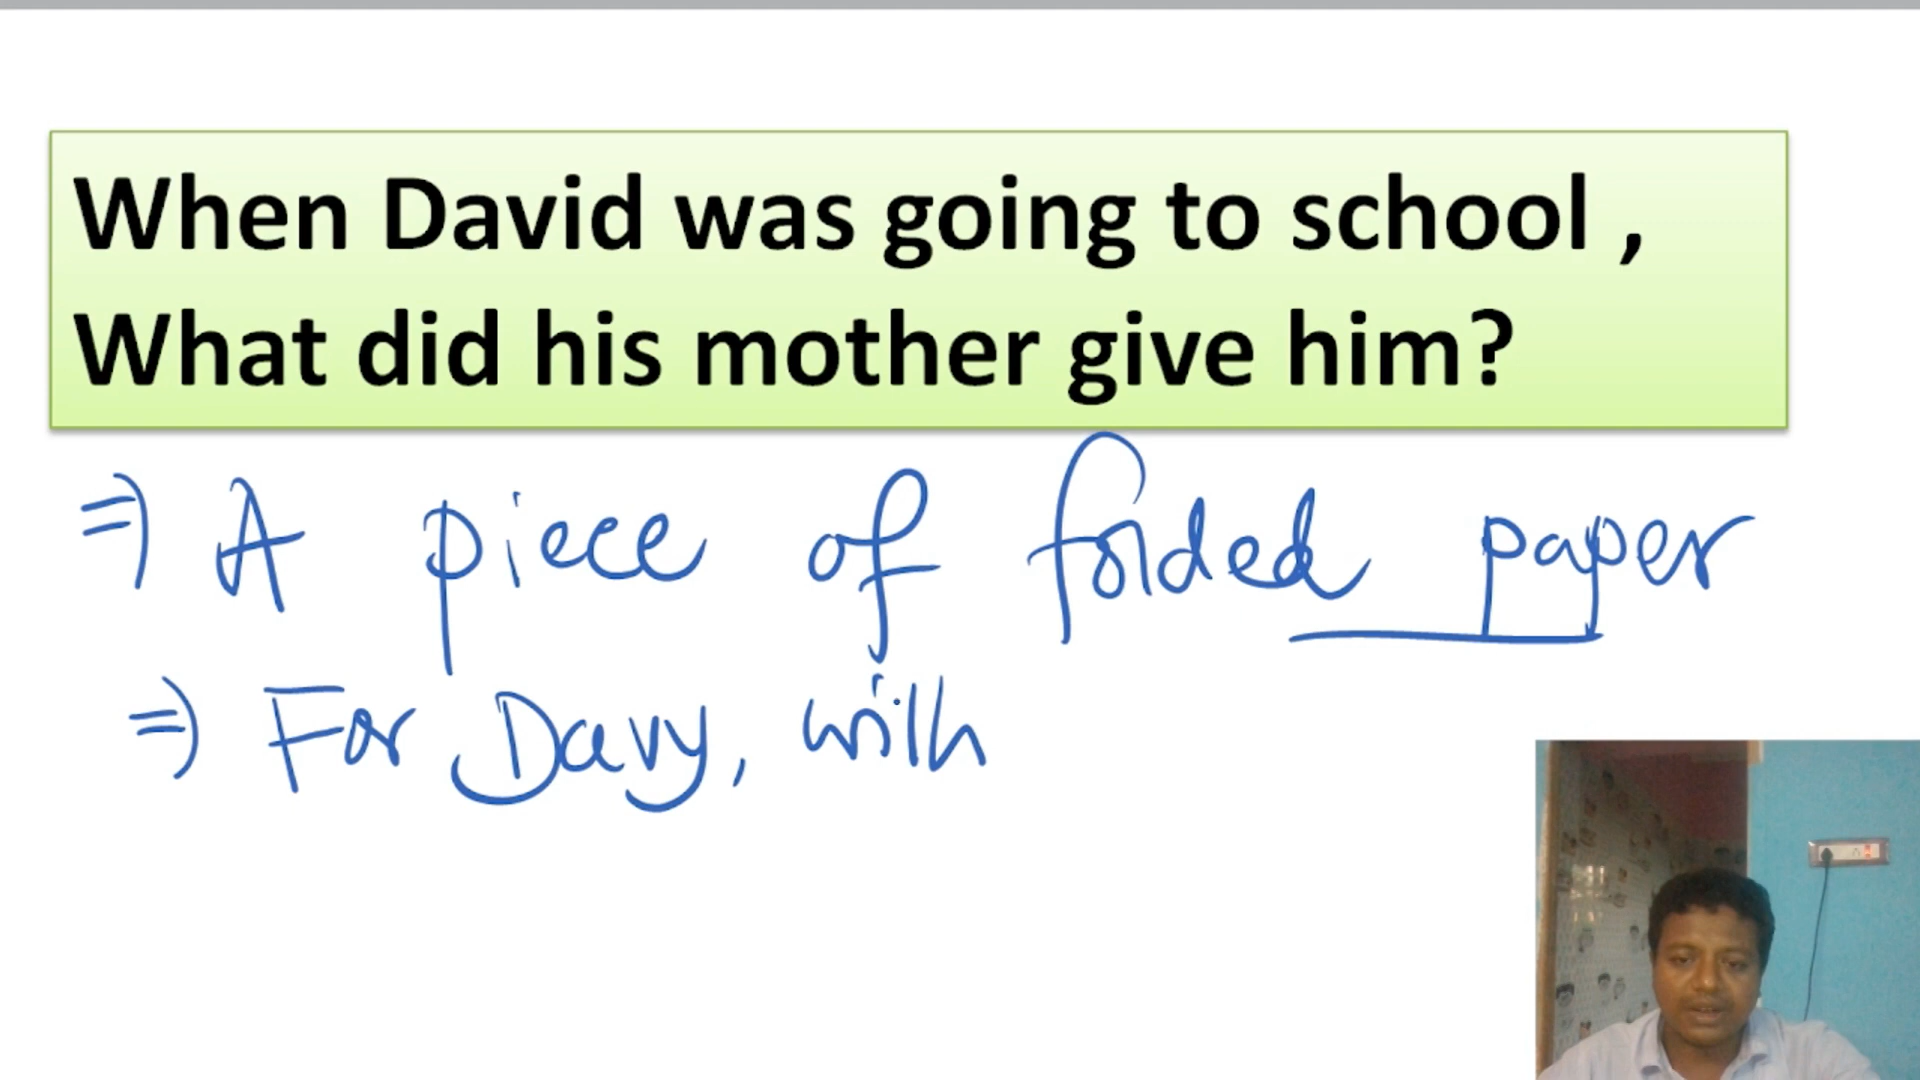 When David was going to school ,
What did his mother give him?
⇒ A piece of folded paper
⇒ For Davy, with